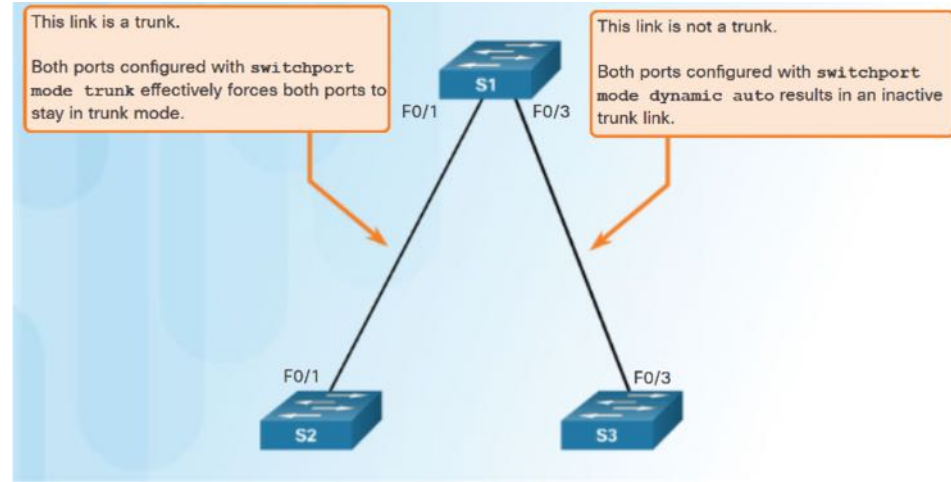 This link is a trunk.
Both ports configured with switchport
mode trunk effectively forces both ports to
stay in trunk mode.
This link is not a trunk.
Both ports configured with switchport
mode dynamic auto results in an inactive
trunk link.
S1
F0/1
F0/3
F0/1
F0/3
S2
S3